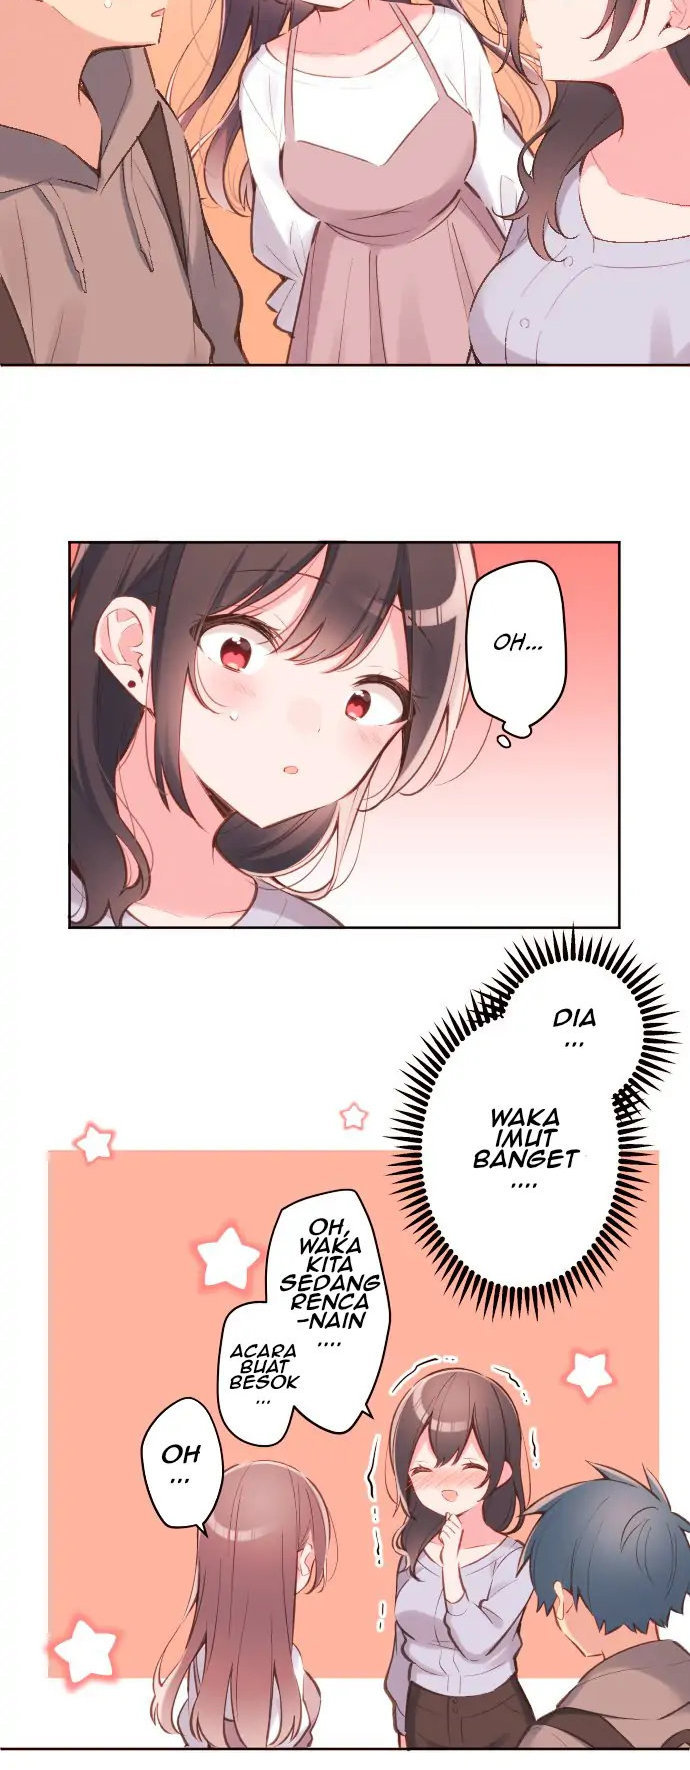 OH...
DIA
...
WAKA
IMUT
BANGET
....
OH,
WAKA
KITA
SEDANG
RENCA
-NAIN
....
ACARA
BUAT
BESOK
...
OH
...